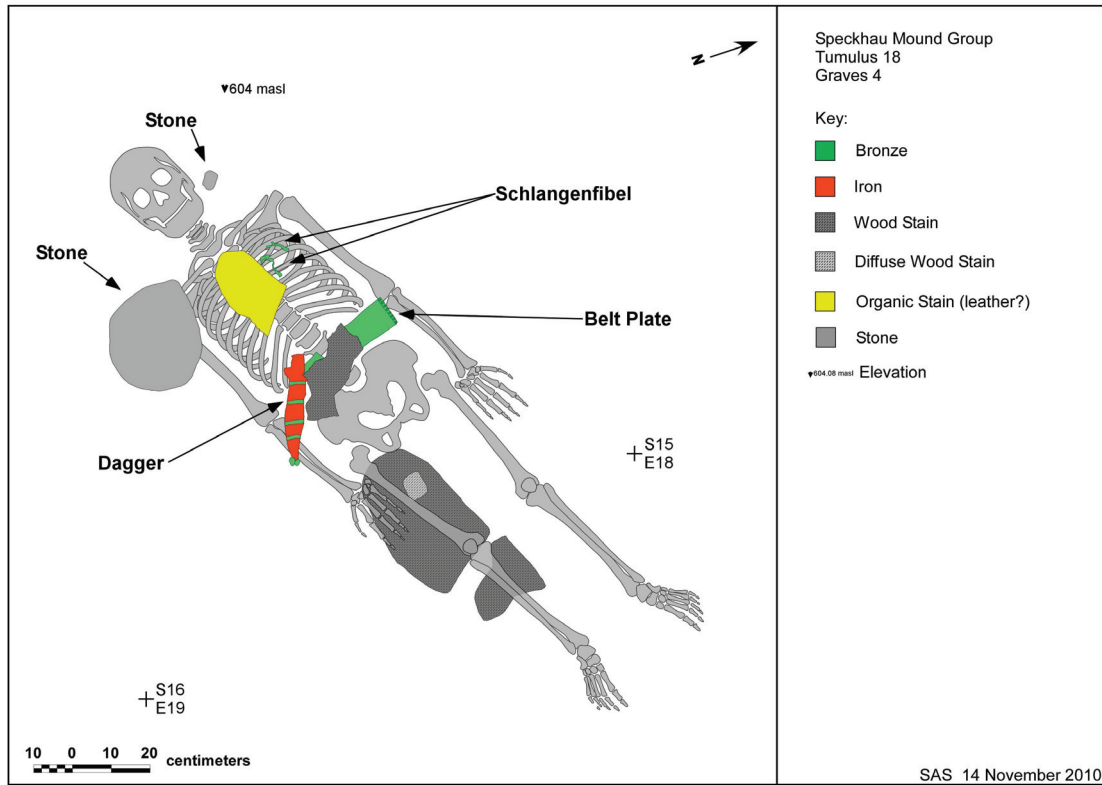 N
▾604 masl
Stone
Schlangenfibel
Stone
Belt Plate
Dagger
S15
E18
S16
E19
10 0 10 20 centimeters
Speckhau Mound Group
Tumulus 18
Graves 4
Key:
Bronze
Iron
Wood Stain
Diffuse Wood Stain
Organic Stain (leather?)
Stone
▾604.08 masl Elevation
SAS 14 November 2010